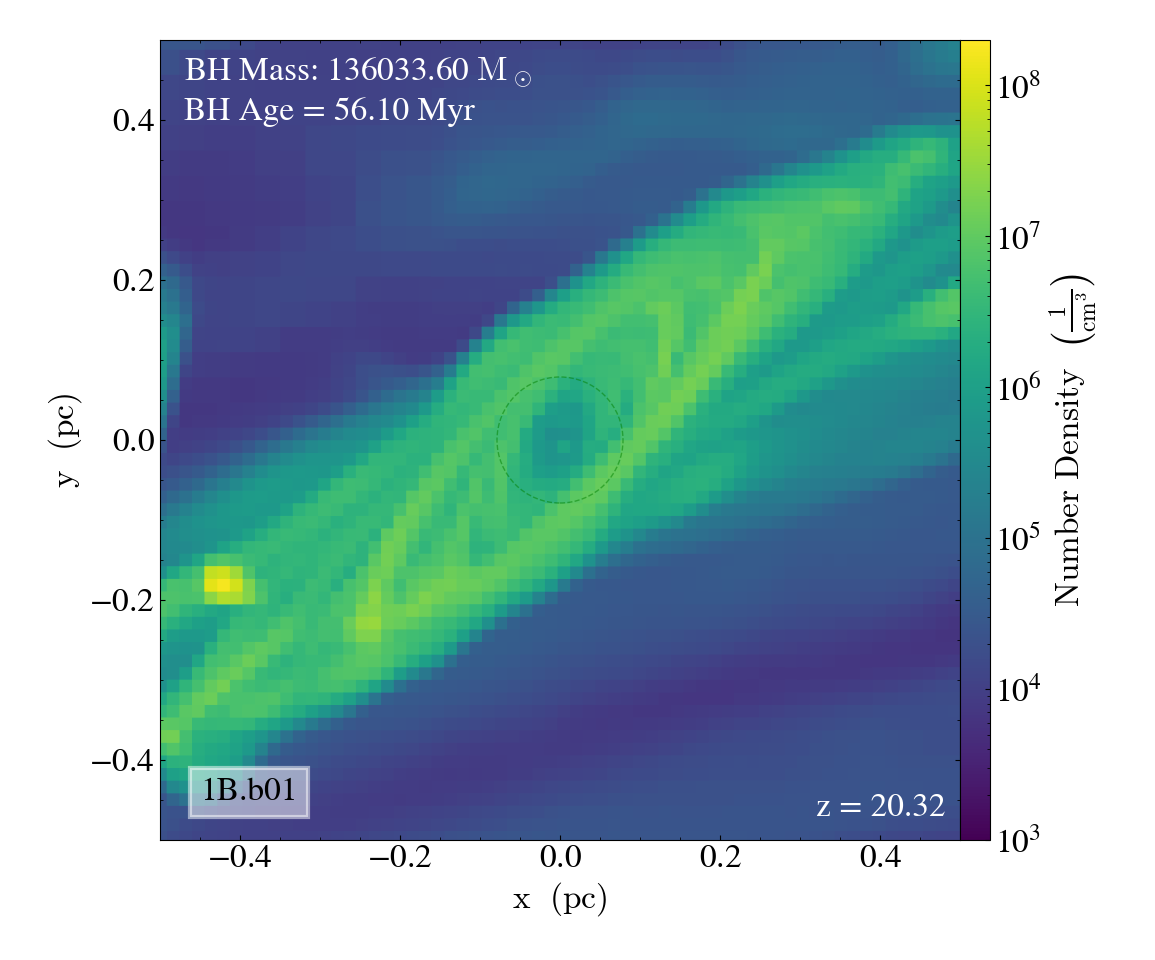 BH Mass: 136033.60 M⊙
BH Age = 56.10 Myr
0.4
0.2
0.0
−0.2
−0.4
y (pc)
1B.b01
z = 20.32
−0.4 −0.2 0.0 0.2 0.4
x (pc)
10⁸
10⁷
10⁶
10⁵
10⁴
10³
Number Density (1/cm³)